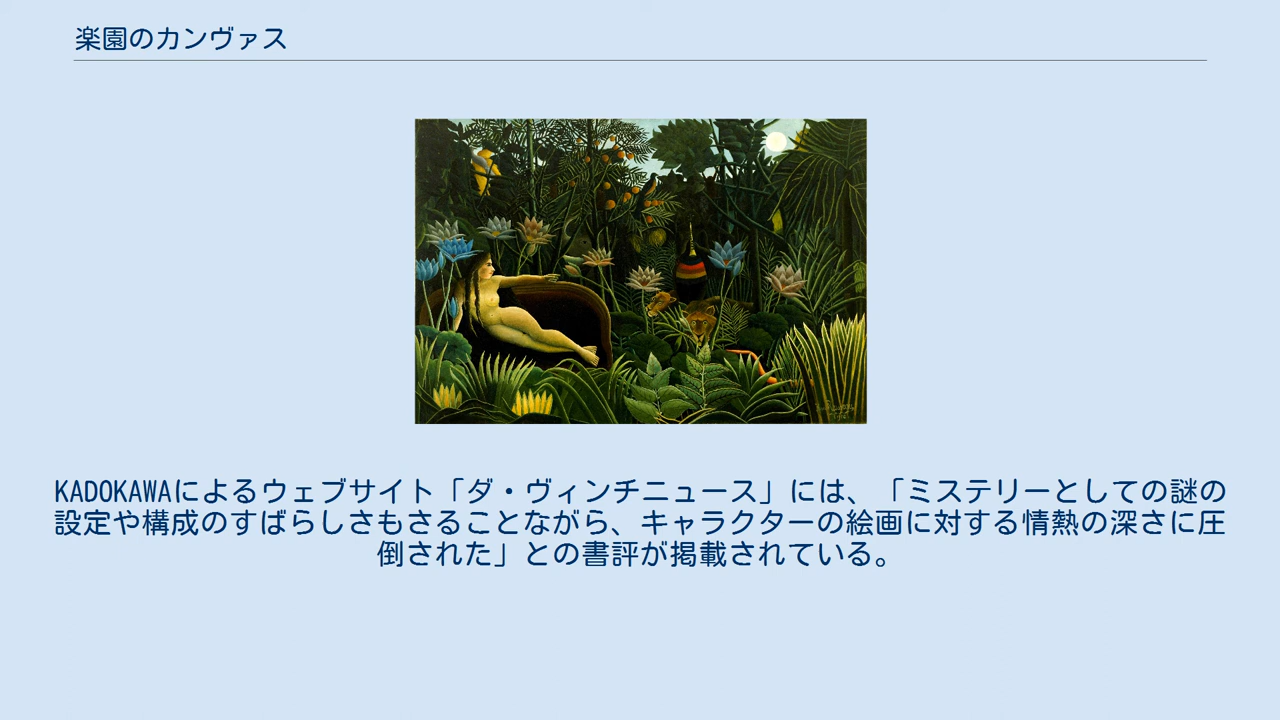 楽園のカンヴァス
KADOKAWAによるウェブサイト「ダ・ヴィンチニュース」には、「ミステリーとしての謎の
設定や構成のすばらしさもさることながら、キャラクターの絵画に対する情熱の深さに圧
倒された」との書評が掲載されている。